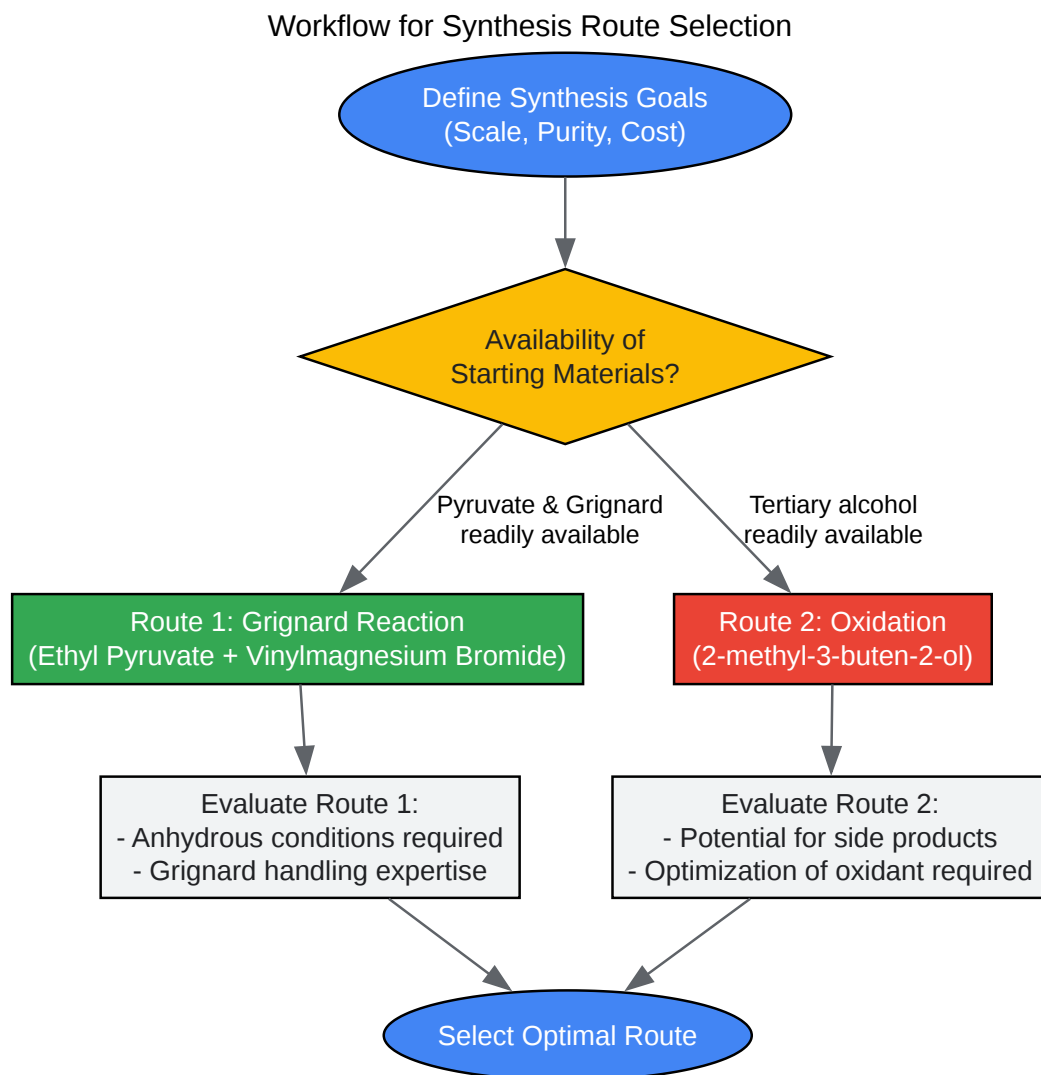 Workflow for Synthesis Route Selection
Define Synthesis Goals
(Scale, Purity, Cost)
Availability of
Starting Materials?
Pyruvate & Grignard
readily available
Tertiary alcohol
readily available
Route 1: Grignard Reaction
(Ethyl Pyruvate + Vinylmagnesium Bromide)
Route 2: Oxidation
(2-methyl-3-buten-2-ol)
Evaluate Route 1:
- Anhydrous conditions required
- Grignard handling expertise
Evaluate Route 2:
- Potential for side products
- Optimization of oxidant required
Select Optimal Route